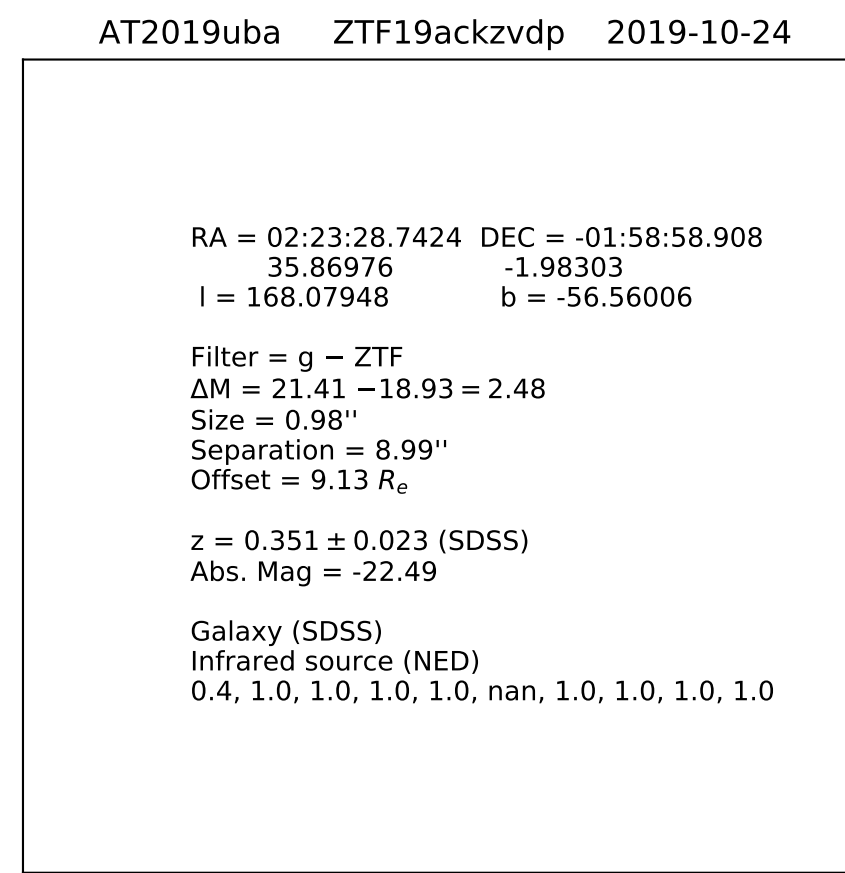 AT2019uba ZTF19ackzvdp 2019-10-24
RA = 02:23:28.7424 DEC = -01:58:58.908
35.86976 -1.98303
l = 168.07948 b = -56.56006
Filter = g − ZTF
ΔM = 21.41 −18.93 = 2.48
Size = 0.98''
Separation = 8.99''
Offset = 9.13 Rₑ
z = 0.351 ± 0.023 (SDSS)
Abs. Mag = -22.49
Galaxy (SDSS)
Infrared source (NED)
0.4, 1.0, 1.0, 1.0, 1.0, nan, 1.0, 1.0, 1.0, 1.0